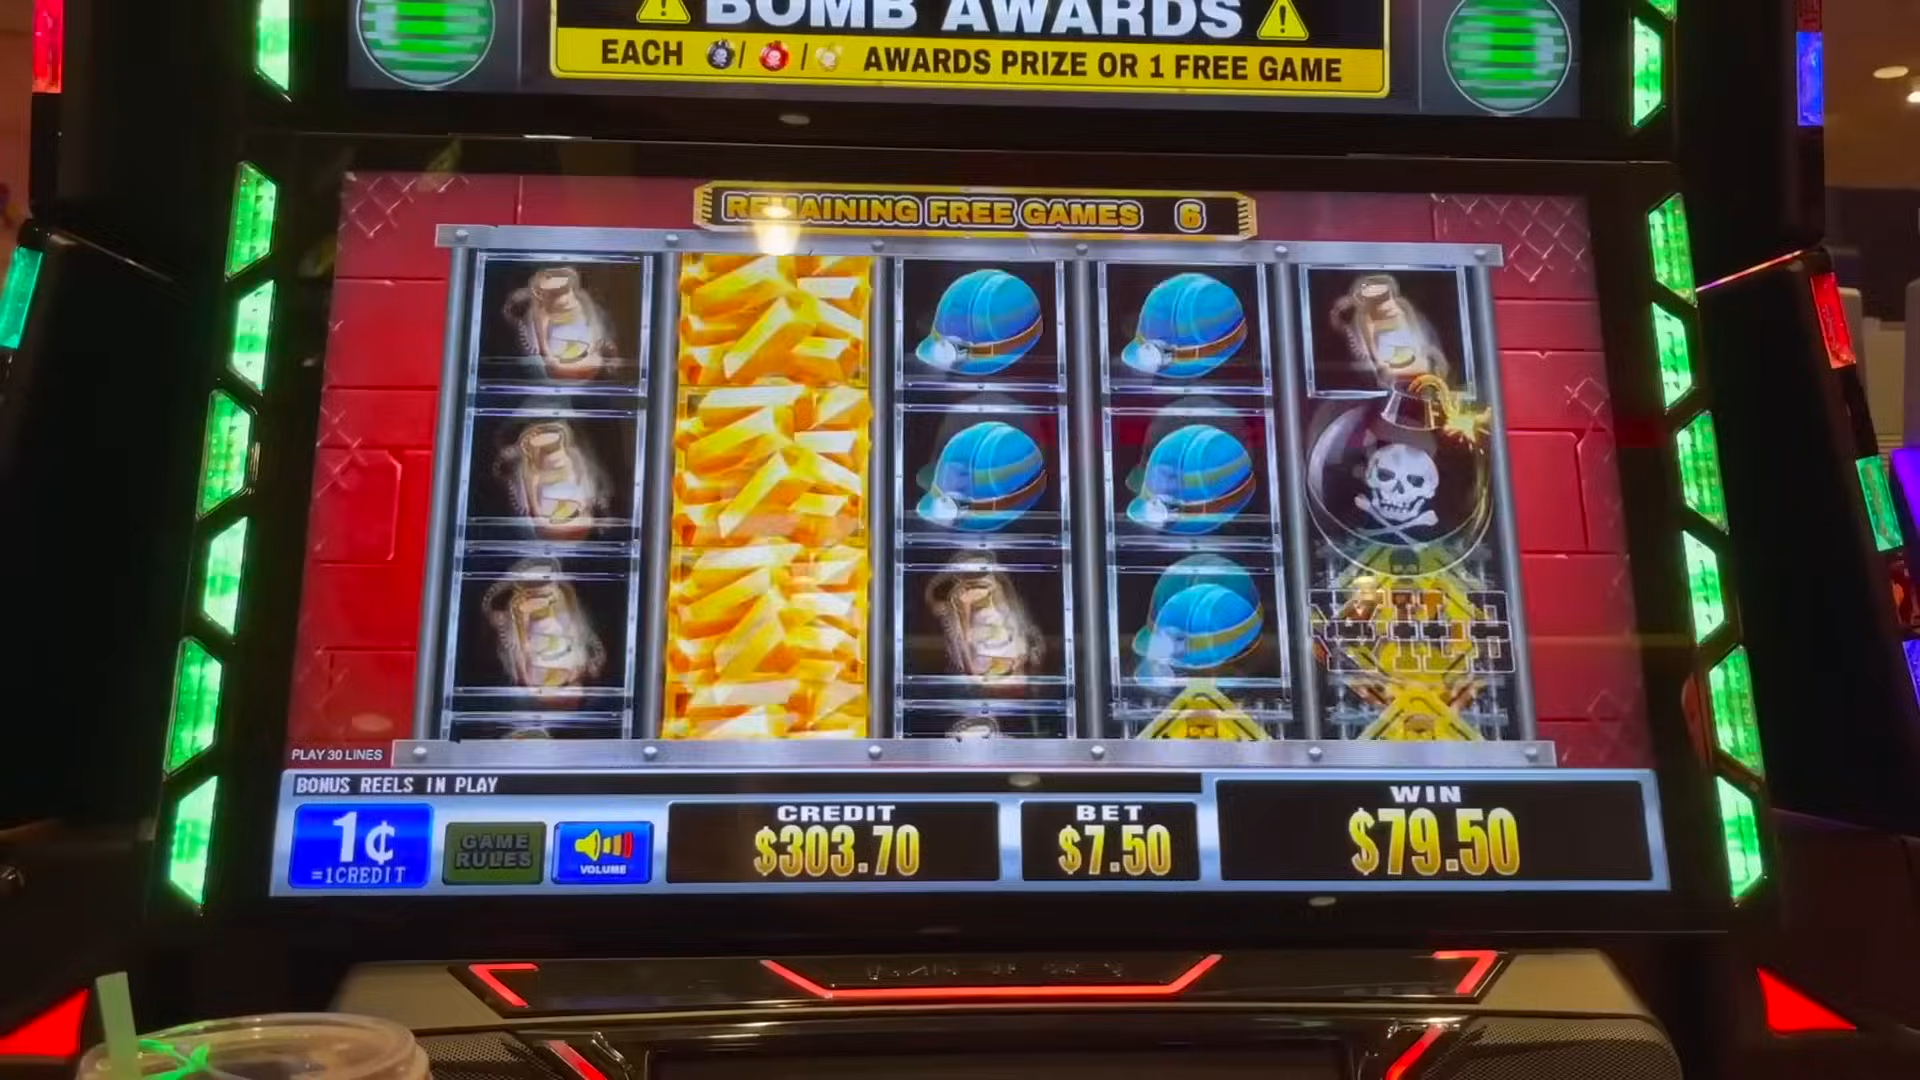 BOMB AWARDS
EACH / / AWARDS PRIZE OR 1 FREE GAME
REMAINING FREE GAMES 6
WILD
PLAY 30 LINES
BONUS REELS IN PLAY
1¢
=1CREDIT
GAME
RULES
VOLUME
CREDIT
$303.70
BET
$7.50
WIN
$79.50